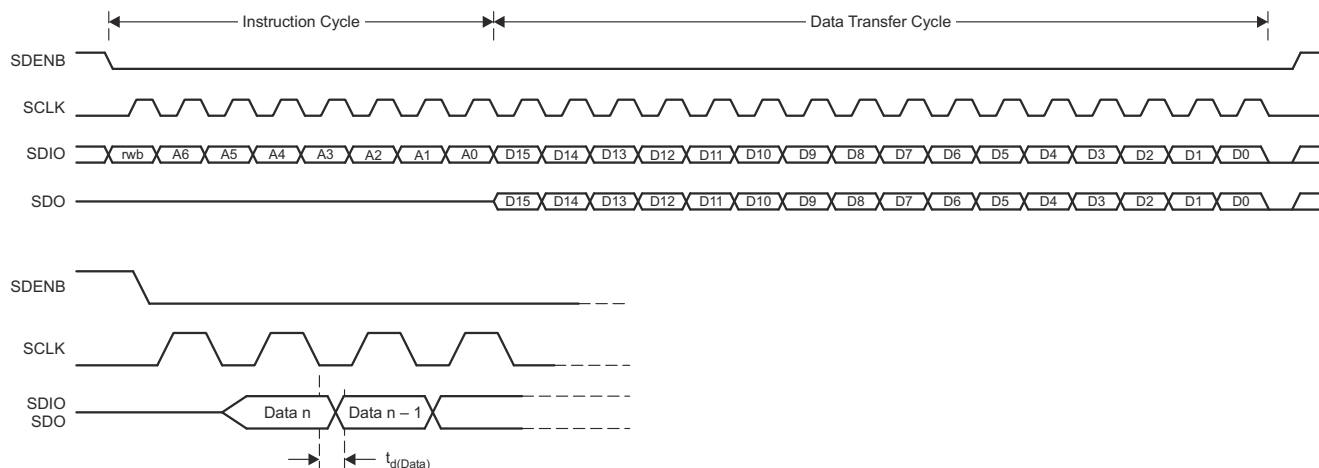 Instruction Cycle Data Transfer Cycle
SDENB
SCLK
SDIO rwb A6 A5 A4 A3 A2 A1 A0 D15 D14 D13 D12 D11 D10 D9 D8 D7 D6 D5 D4 D3 D2 D1 D0
SDO D15 D14 D13 D12 D11 D10 D9 D8 D7 D6 D5 D4 D3 D2 D1 D0
SDENB
SCLK
SDIO
SDO
Data n Data n – 1
td(Data)